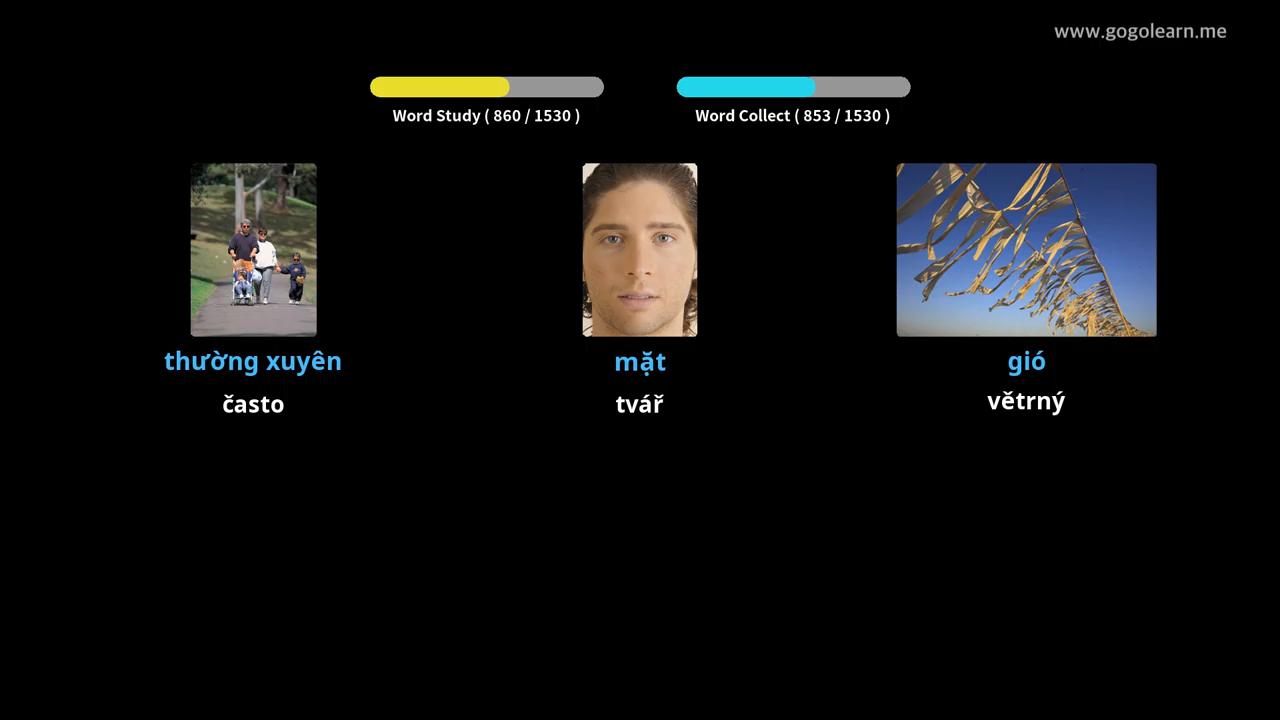 www.gogolearn.me
Word Study ( 860 / 1530 )
Word Collect ( 853 / 1530 )
thường xuyên
mặt
gió
často
tvář
větrný